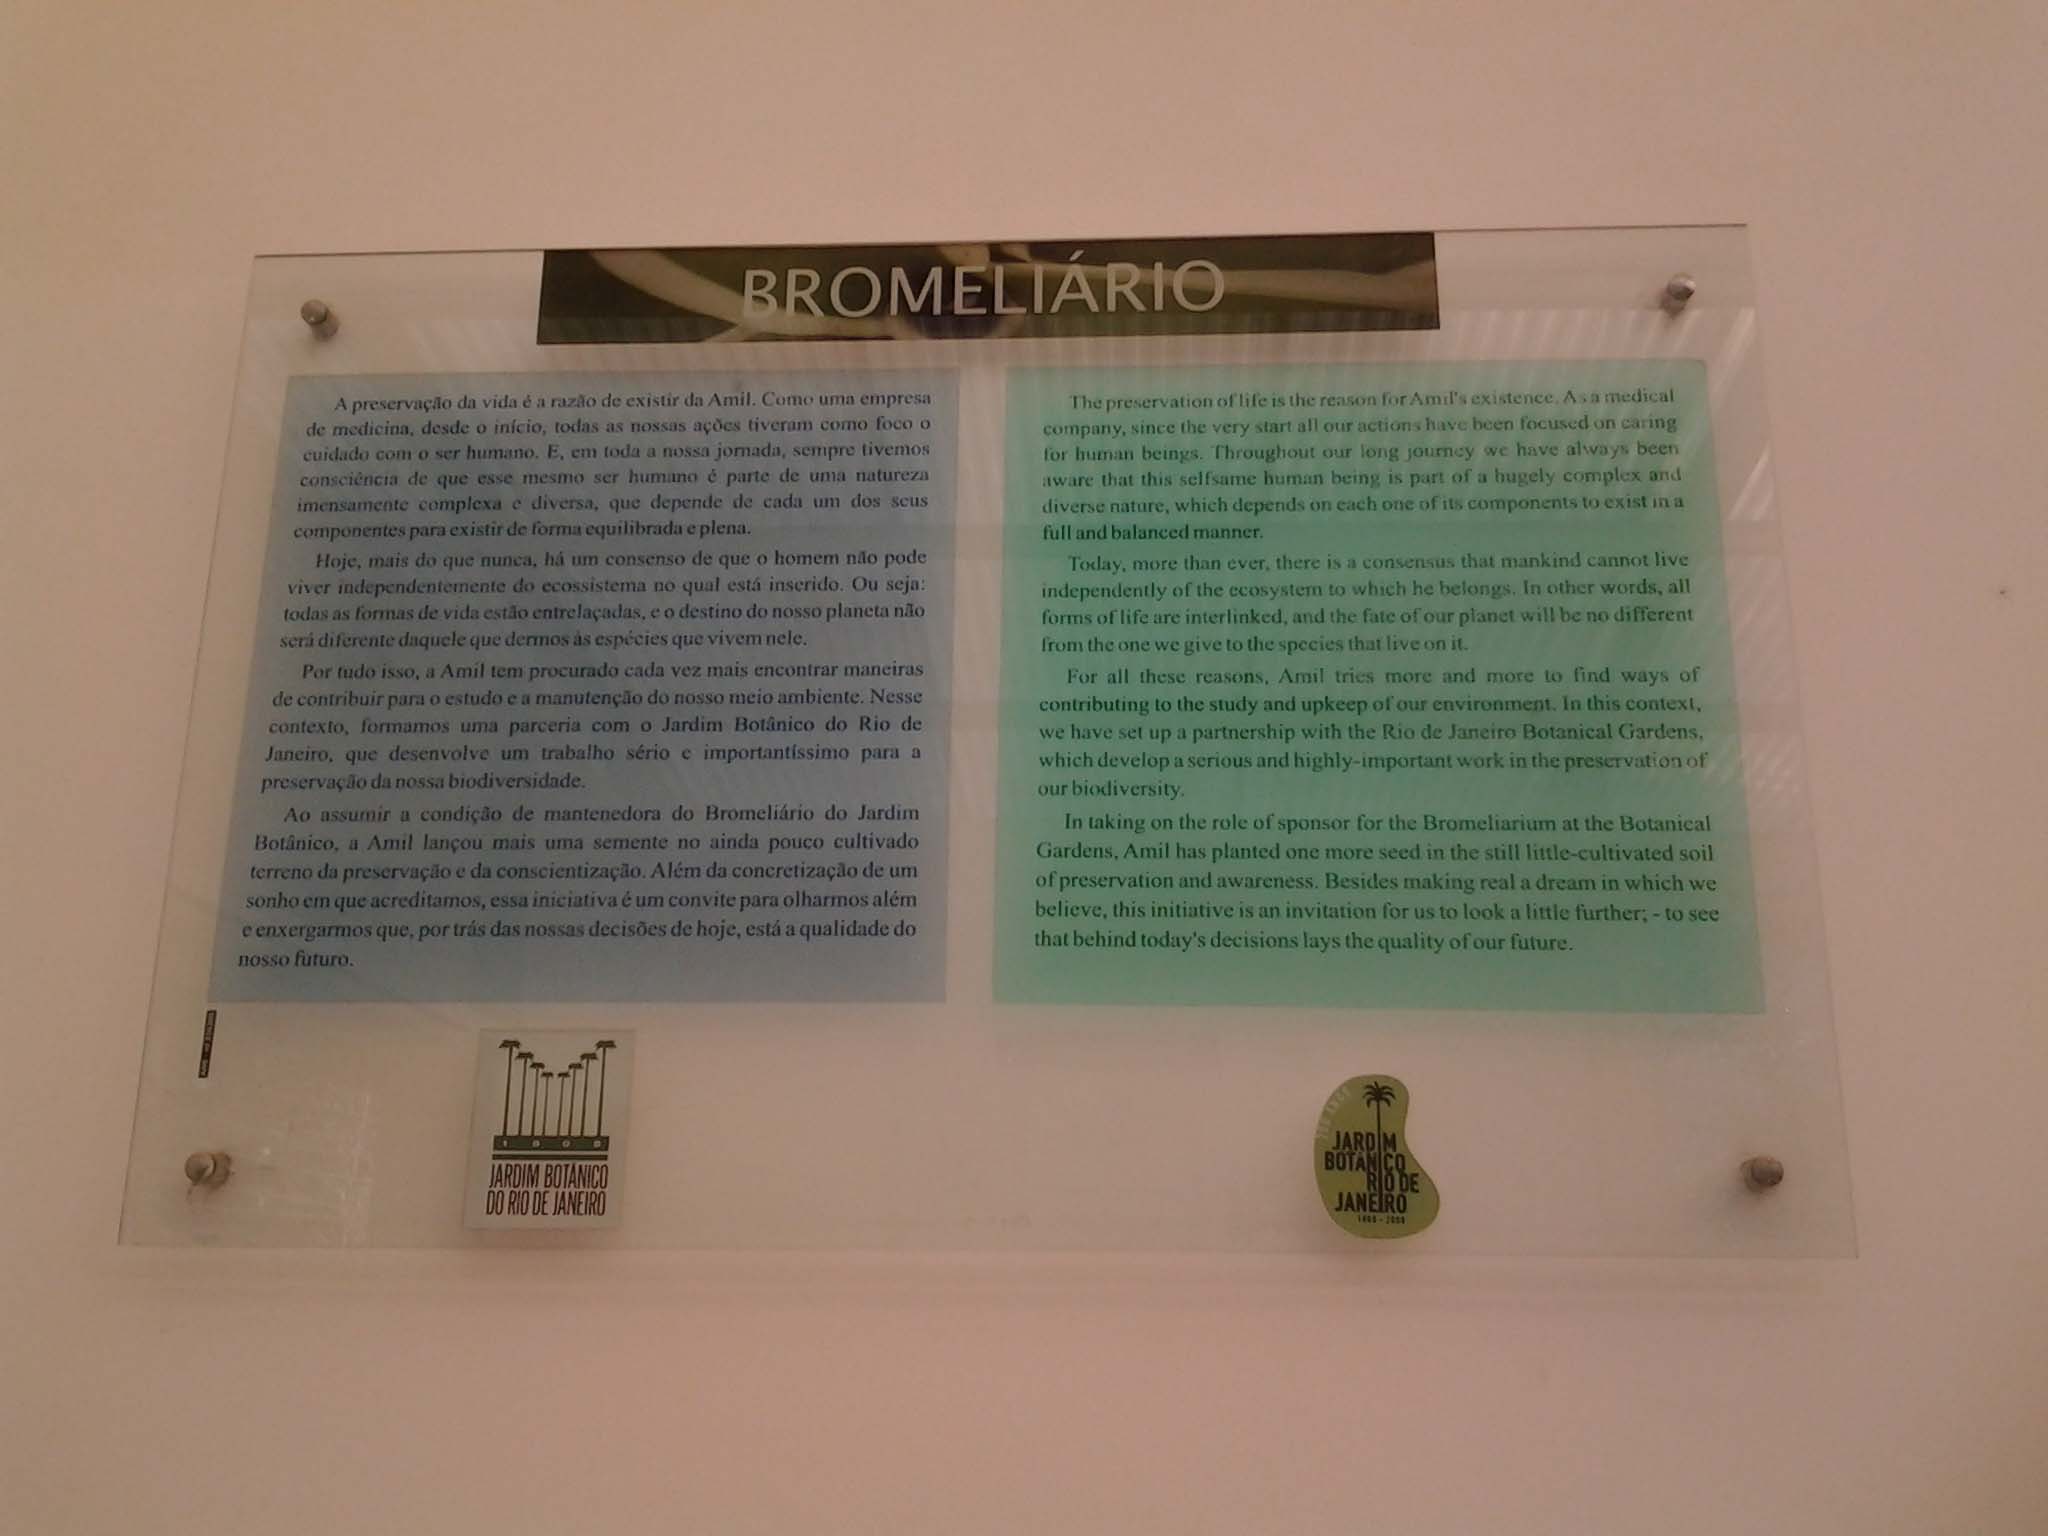 BROMELIÁRIO
A preservação da vida é a razão de existir da Amil. Como uma empresa
de medicina, desde o início, todas as nossas ações tiveram como foco o
cuidado com o ser humano. E, em toda a nossa jornada, sempre tivemos
consciência de que esse mesmo ser humano é parte de uma natureza
imensamente complexa e diversa, que depende de cada um dos seus
componentes para existir de forma equilibrada e plena.
Hoje, mais do que nunca, há um consenso de que o homem não pode
viver independentemente do ecossistema no qual está inserido. Ou seja:
todas as formas de vida estão entrelaçadas, e o destino do nosso planeta não
será diferente daquele que dermos às espécies que vivem nele.
Por tudo isso, a Amil tem procurado cada vez mais encontrar maneiras
de contribuir para o estudo e a manutenção do nosso meio ambiente. Nesse
contexto, formamos uma parceria com o Jardim Botânico do Rio de
Janeiro, que desenvolve um trabalho sério e importantíssimo para a
preservação da nossa biodiversidade.
Ao assumir a condição de mantenedora do Bromeliário do Jardim
Botânico, a Amil lançou mais uma semente no ainda pouco cultivado
terreno da preservação e da conscientização. Além da concretização de um
sonho em que acreditamos, essa iniciativa é um convite para olharmos além
e enxergarmos que, por trás das nossas decisões de hoje, está a qualidade do
nosso futuro.
The preservation of life is the reason for Amil's existence. As a medical
company, since the very start all our actions have been focused on caring
for human beings. Throughout our long journey we have always been
aware that this selfsame human being is part of a hugely complex and
diverse nature, which depends on each one of its components to exist in a
full and balanced manner.
Today, more than ever, there is a consensus that mankind cannot live
independently of the ecosystem to which he belongs. In other words, all
forms of life are interlinked, and the fate of our planet will be no different
from the one we give to the species that live on it.
For all these reasons, Amil tries more and more to find ways of
contributing to the study and upkeep of our environment. In this context,
we have set up a partnership with the Rio de Janeiro Botanical Gardens,
which develop a serious and highly-important work in the preservation of
our biodiversity.
In taking on the role of sponsor for the Bromeliarium at the Botanical
Gardens, Amil has planted one more seed in the still little-cultivated soil
of preservation and awareness. Besides making real a dream in which we
believe, this initiative is an invitation for us to look a little further; - to see
that behind today's decisions lays the quality of our future.
1808
JARDIM BOTÂNICO
DO RIO DE JANEIRO
JARDIM
BOTÂNICO
RIO DE
JANEIRO
1808 - 2008